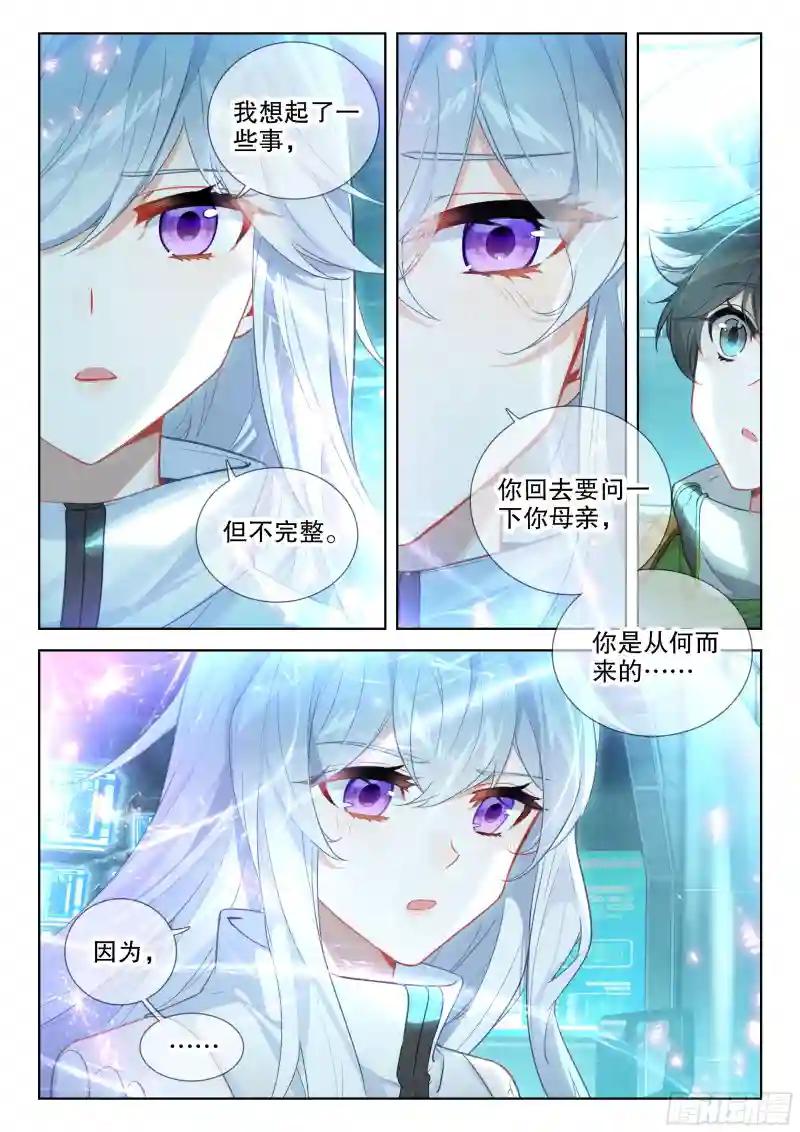 我想起了一
些事，
但不完整。
你回去要问一
下你母亲，
你是从何而
来的……
因为，
……